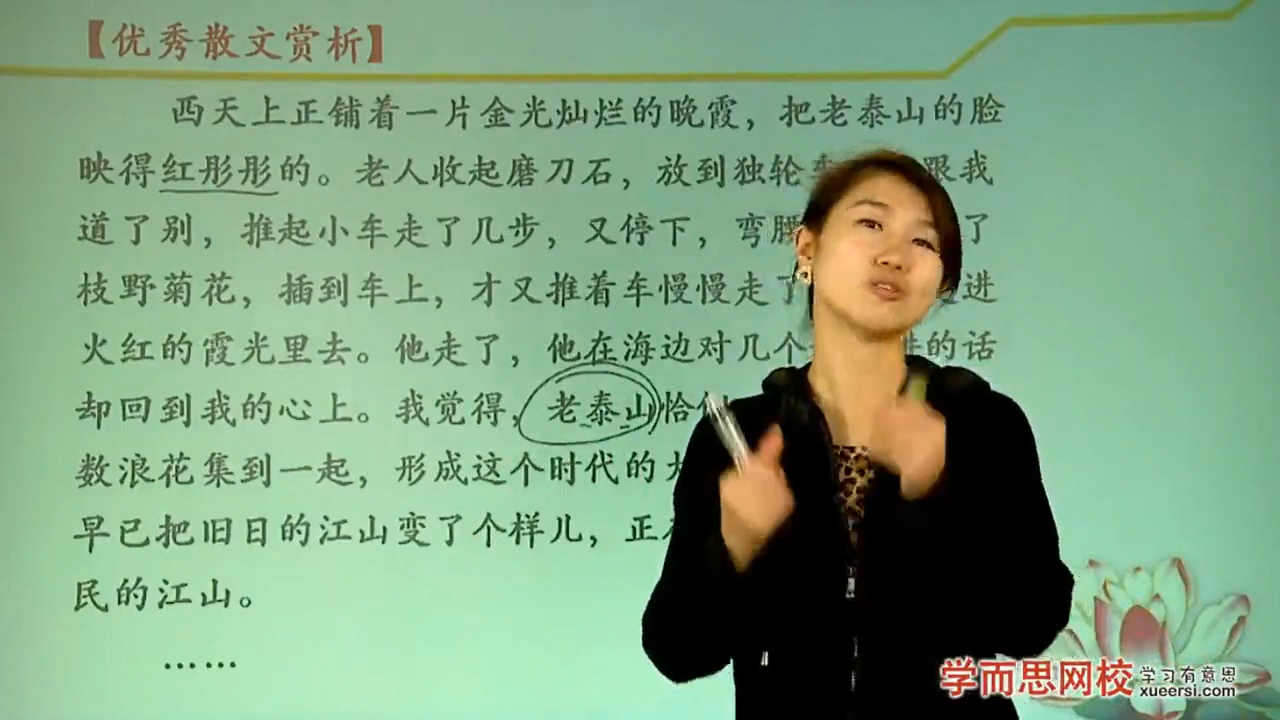 【优秀散文赏析】
西天上正铺着一片金光灿烂的晚霞，把老泰山的脸
映得红彤彤的。老人收起磨刀石，放到独轮车 跟我
道了别，推起小车走了几步，又停下，弯腰 了
枝野菊花，插到车上，才又推着车慢慢走了 进
火红的霞光里去。他走了，他在海边对几个 的话
却回到我的心上。我觉得，老泰山恰
数浪花集到一起，形成这个时代的大
早已把旧日的江山变了个样儿，正
民的江山。
……
学而思网校 学习有意思
xueersi.com